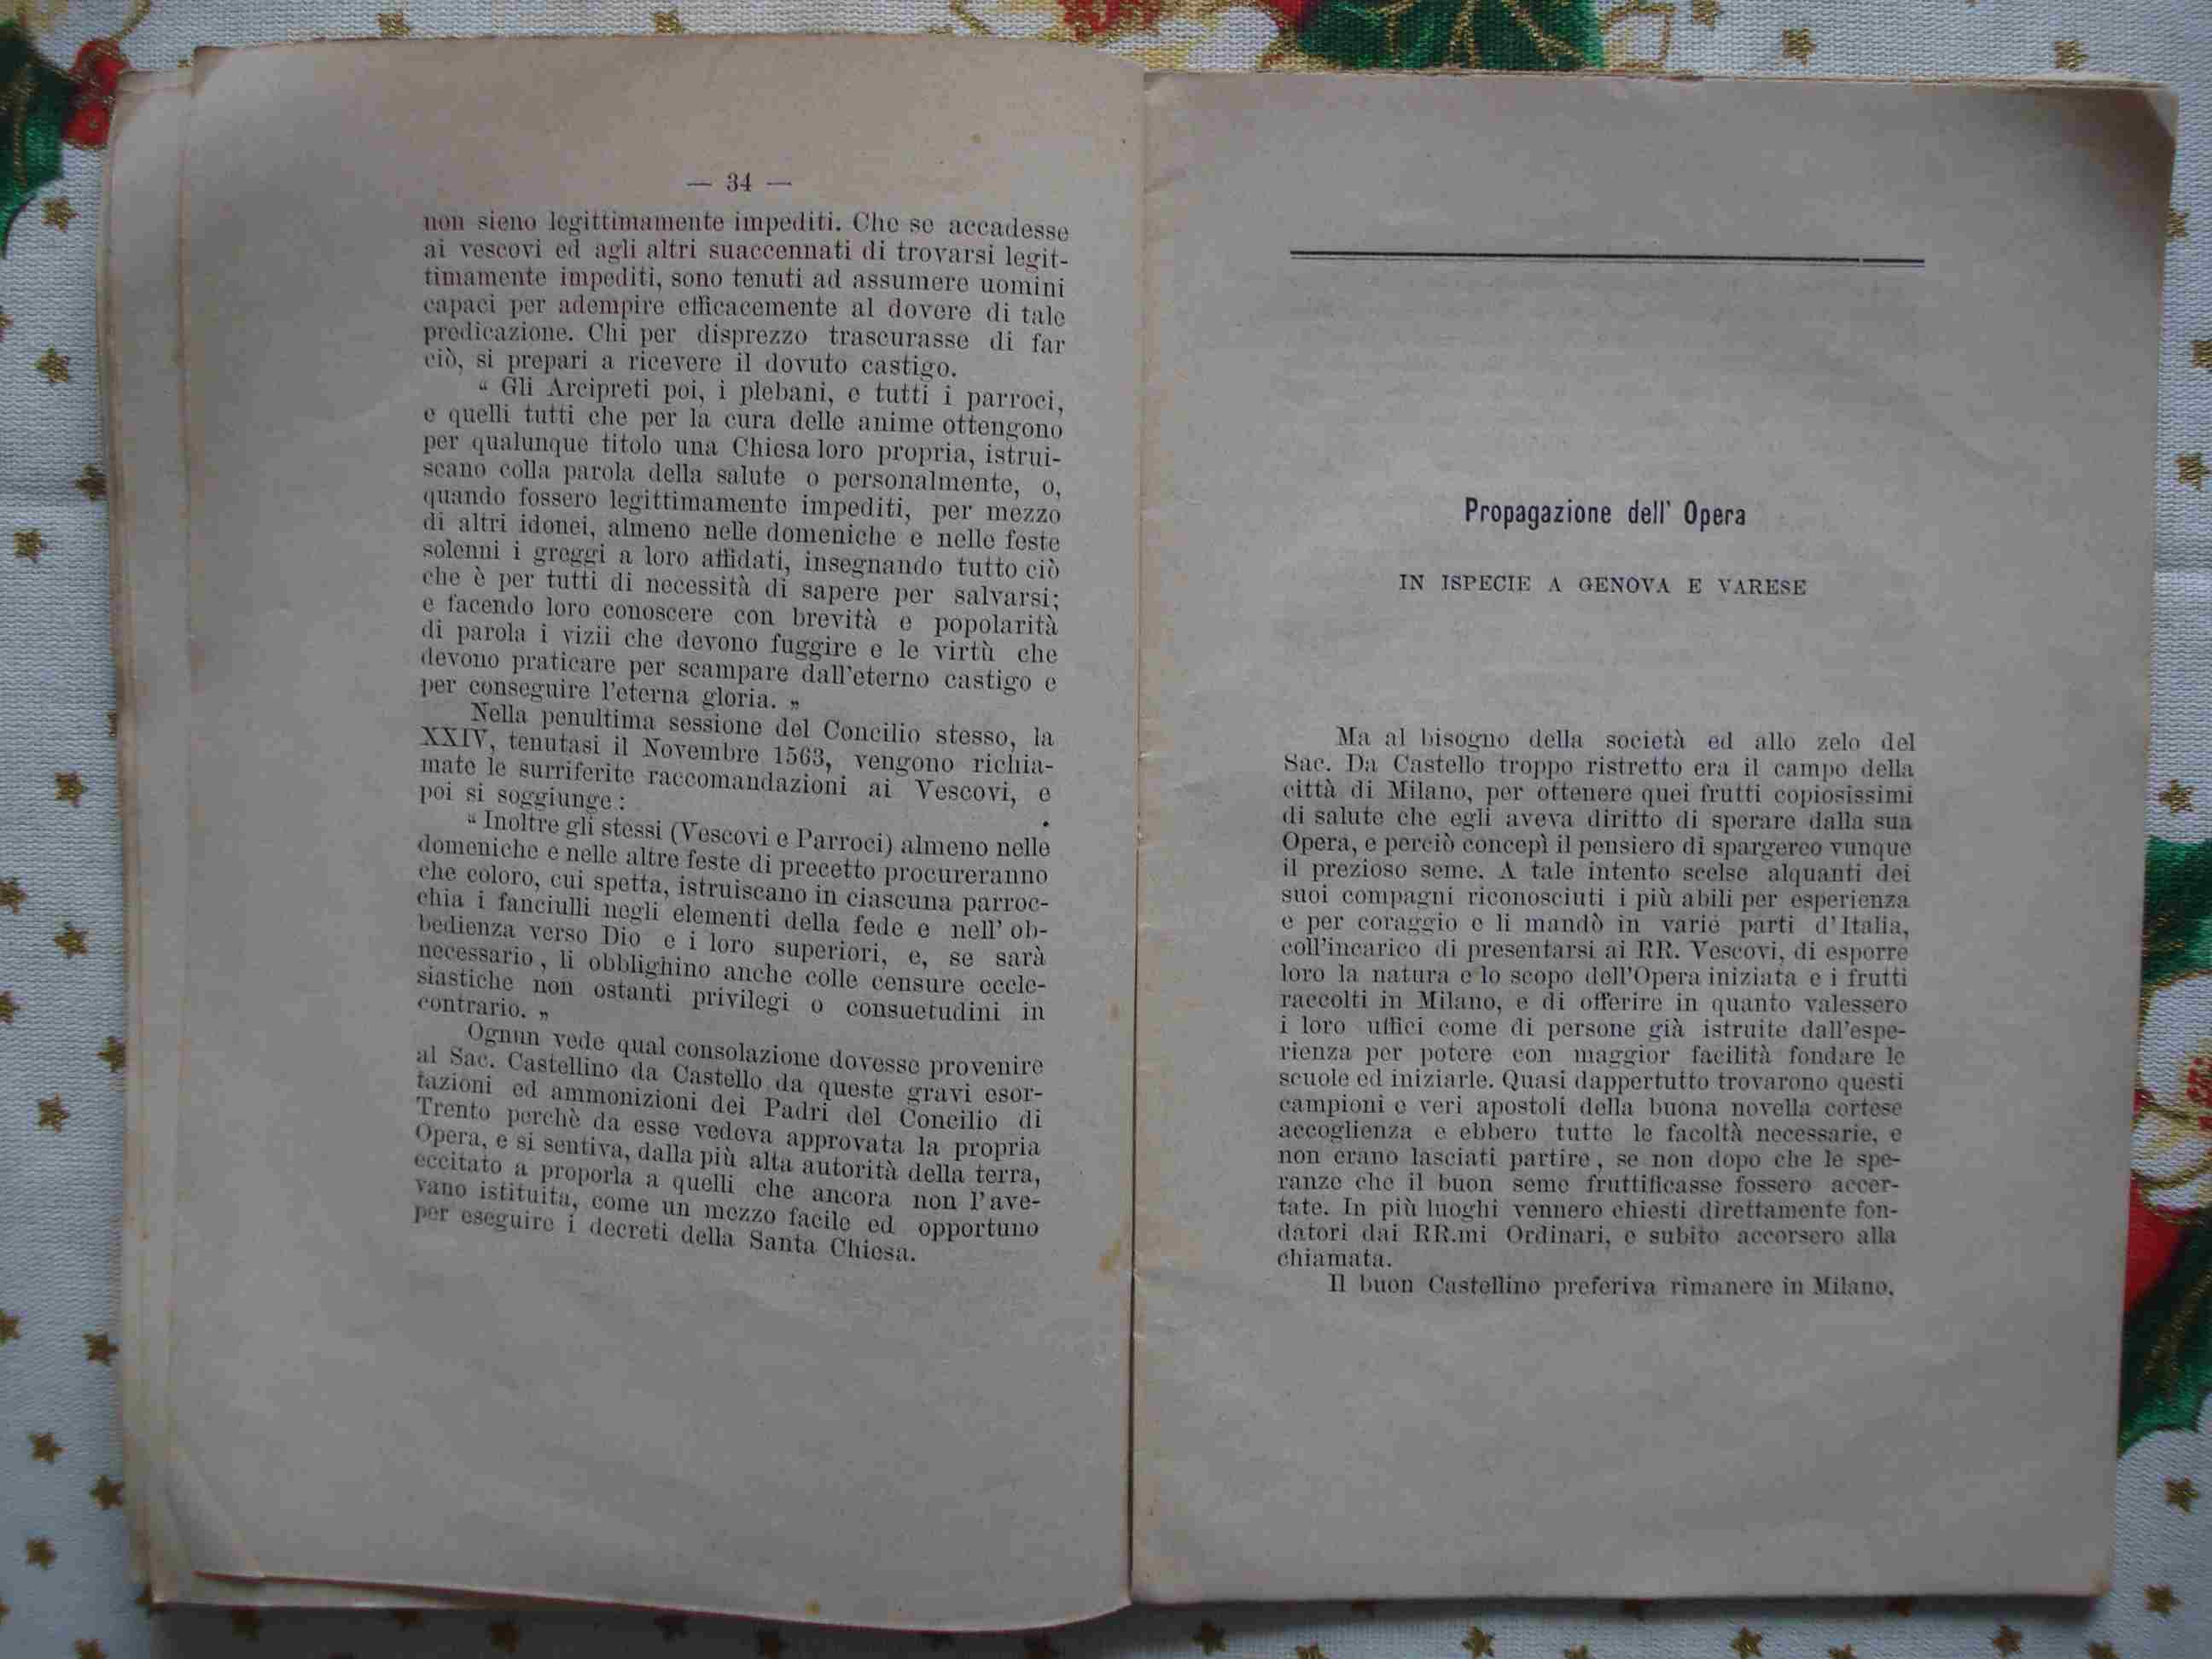 — 34 —
non sieno legittimamente impediti. Che se accadesse
ai vescovi ed agli altri suaccennati di trovarsi legit-
timamente impediti, sono tenuti ad assumere uomini
capaci per adempire efficacemente al dovere di tale
predicazione. Chi per disprezzo trascurasse di far
ciò, si prepari a ricevere il dovuto castigo.
“ Gli Arcipreti poi, i plebani, e tutti i parroci,
e quelli tutti che per la cura delle anime ottengono
per qualunque titolo una Chiesa loro propria, istrui-
scano colla parola della salute o personalmente, o,
quando fossero legittimamente impediti, per mezzo
di altri idonei, almeno nelle domeniche e nelle feste
solenni i greggi a loro affidati, insegnando tutto ciò
che è per tutti di necessità di sapere per salvarsi;
e facendo loro conoscere con brevità e popolarità
di parola i vizii che devono fuggire e le virtù che
devono praticare per scampare dall'eterno castigo e
per conseguire l'eterna gloria. „
Nella penultima sessione del Concilio stesso, la
XXIV, tenutasi il Novembre 1563, vengono richia-
mate le surriferite raccomandazioni ai Vescovi, e
poi si soggiunge :
“ Inoltre gli stessi (Vescovi e Parroci) almeno nelle
domeniche e nelle altre feste di precetto procureranno
che coloro, cui spetta, istruiscano in ciascuna parroc-
chia i fanciulli negli elementi della fede e nell' ob-
bedienza verso Dio e i loro superiori, e, se sarà
necessario, li obblighino anche colle censure eccle-
siastiche non ostanti privilegi o consuetudini in
contrario. „
Ognun vede qual consolazione dovesse provenire
al Sac. Castellino da Castello da queste gravi esor-
tazioni ed ammonizioni dei Padri del Concilio di
Trento perchè da esse vedeva approvata la propria
Opera, e si sentiva, dalla più alta autorità della terra,
eccitato a proporla a quelli che ancora non l'ave-
vano istituita, come un mezzo facile ed opportuno
per eseguire i decreti della Santa Chiesa.
Propagazione dell' Opera
IN ISPECIE A GENOVA E VARESE
Ma al bisogno della società ed allo zelo del
Sac. Da Castello troppo ristretto era il campo della
città di Milano, per ottenere quei frutti copiosissimi
di salute che egli aveva diritto di sperare dalla sua
Opera, e perciò concepì il pensiero di spargereo vunque
il prezioso seme. A tale intento scelse alquanti dei
suoi compagni riconosciuti i più abili per esperienza
e per coraggio e li mandò in varie parti d'Italia,
coll'incarico di presentarsi ai RR. Vescovi, di esporre
loro la natura e lo scopo dell'Opera iniziata e i frutti
raccolti in Milano, e di offerire in quanto valessero
i loro uffici come di persone già istruite dall'espe-
rienza per potere con maggior facilità fondare le
scuole ed iniziarle. Quasi dappertutto trovarono questi
campioni e veri apostoli della buona novella cortese
accoglienza e ebbero tutte le facoltà necessarie, e
non erano lasciati partire, se non dopo che le spe-
ranze che il buon seme fruttificasse fossero accer-
tate. In più luoghi vennero chiesti direttamente fon-
datori dai RR.mi Ordinari, e subito accorsero alla
chiamata.
Il buon Castellino preferiva rimanere in Milano,